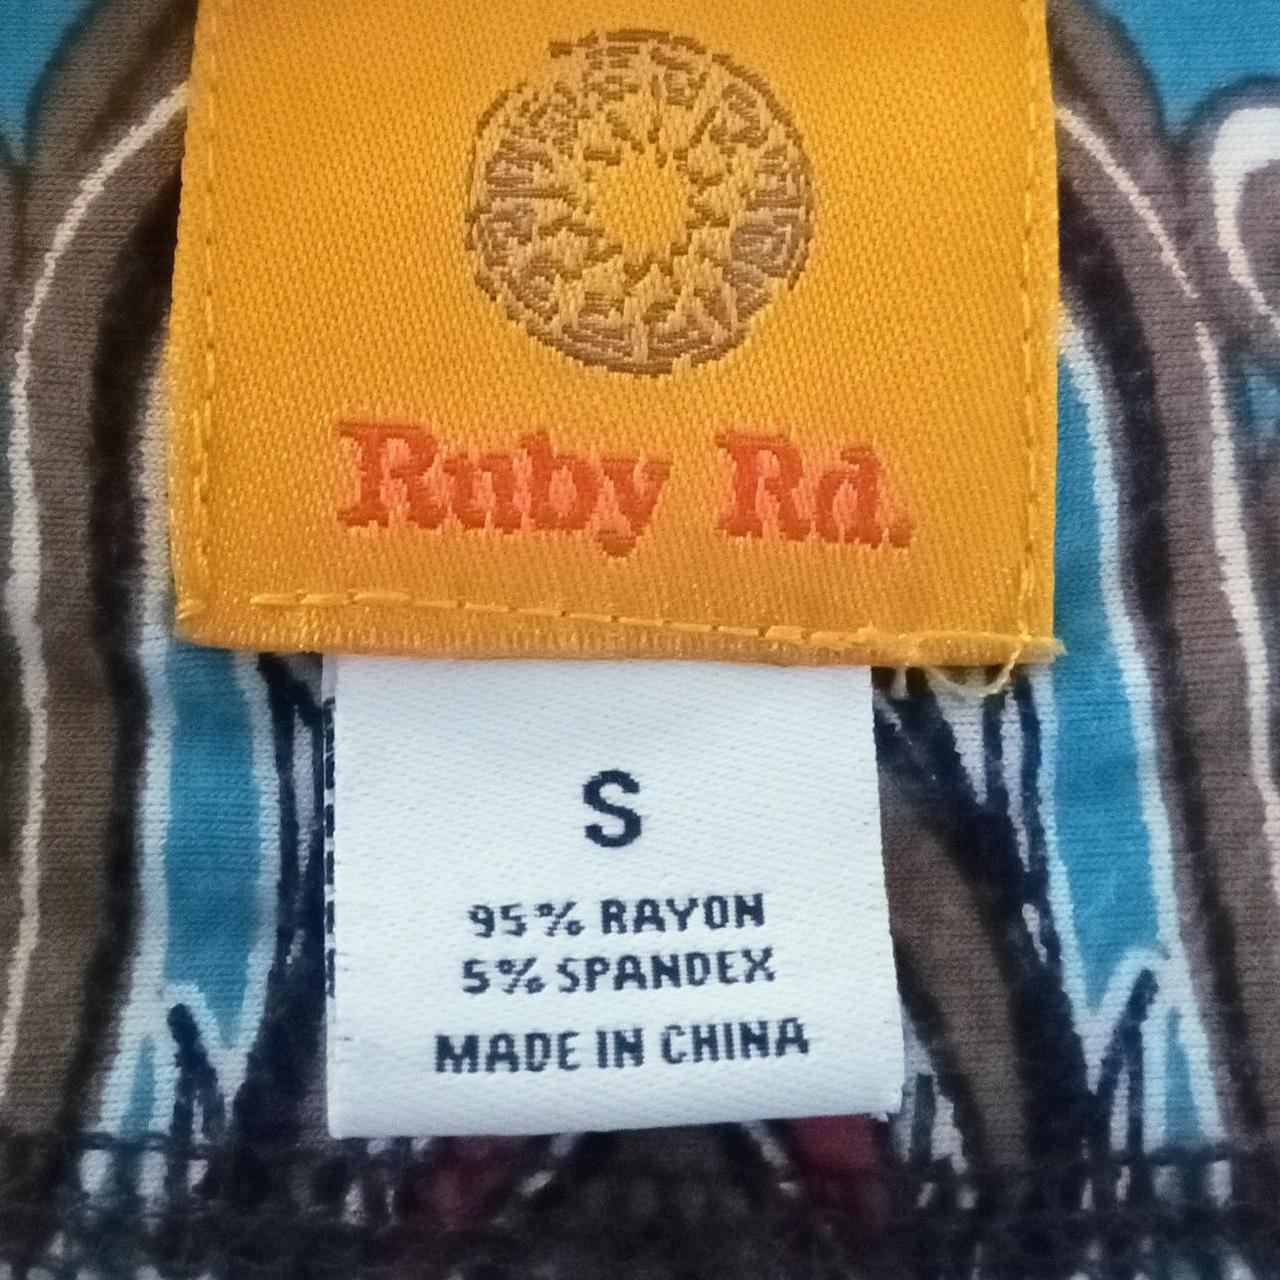 Ruby Rd.
S
95% RAYON
5% SPANDEX
MADE IN CHINA